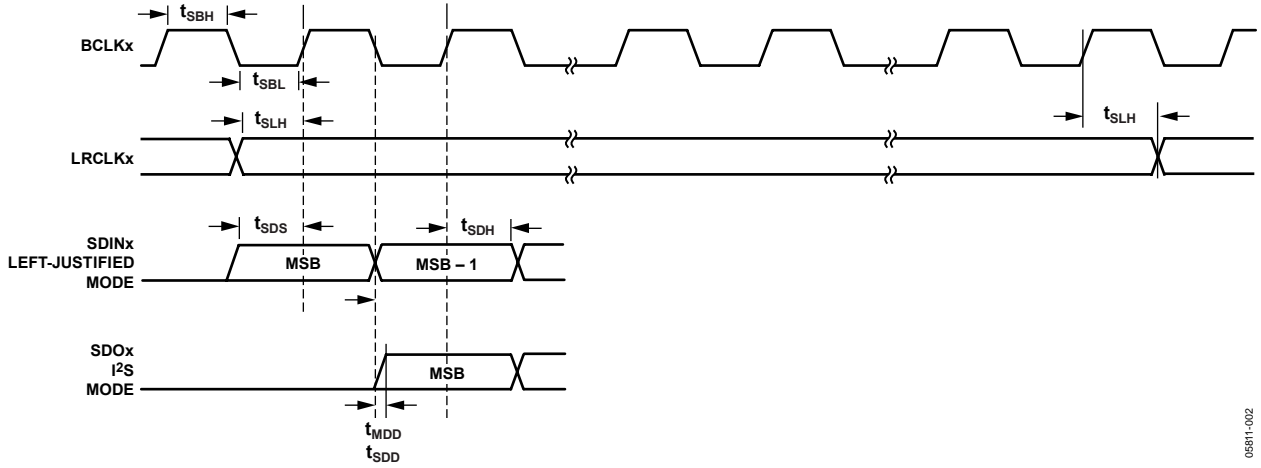 tSBH
BCLKx
tSBL
tSLH
tSLH
LRCLKx
tSDS
tSDH
SDINx
LEFT-JUSTIFIED
MODE
MSB
MSB – 1
SDOx
I2S
MODE
MSB
tMDD
tSDD
05811-002